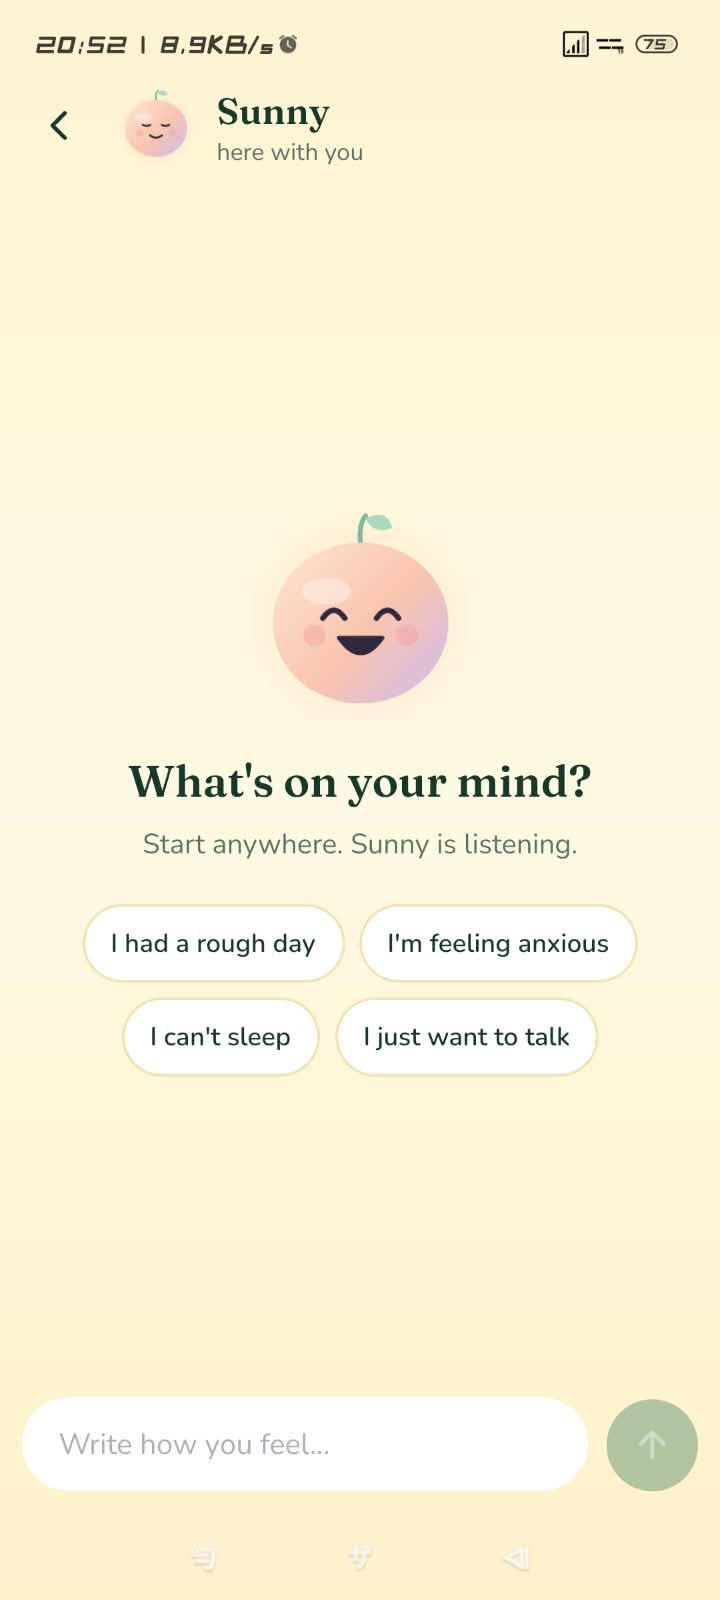 20:52 | 8.9KB/s
75
Sunny
here with you
What's on your mind?
Start anywhere. Sunny is listening.
I had a rough day
I'm feeling anxious
I can't sleep
I just want to talk
Write how you feel...